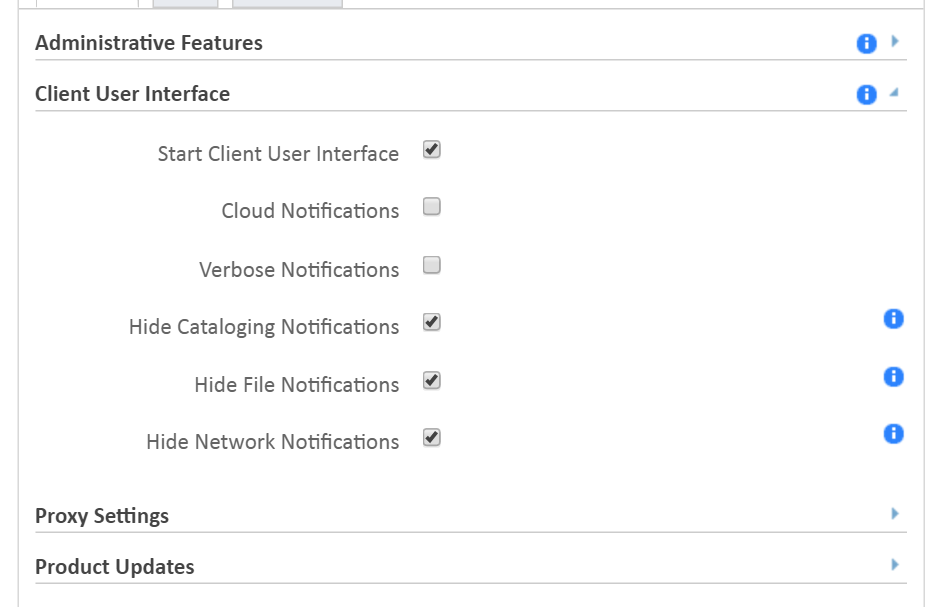 Administrative Features
Client User Interface
Start Client User Interface
Cloud Notifications
Verbose Notifications
Hide Cataloging Notifications
Hide File Notifications
Hide Network Notifications
Proxy Settings
Product Updates